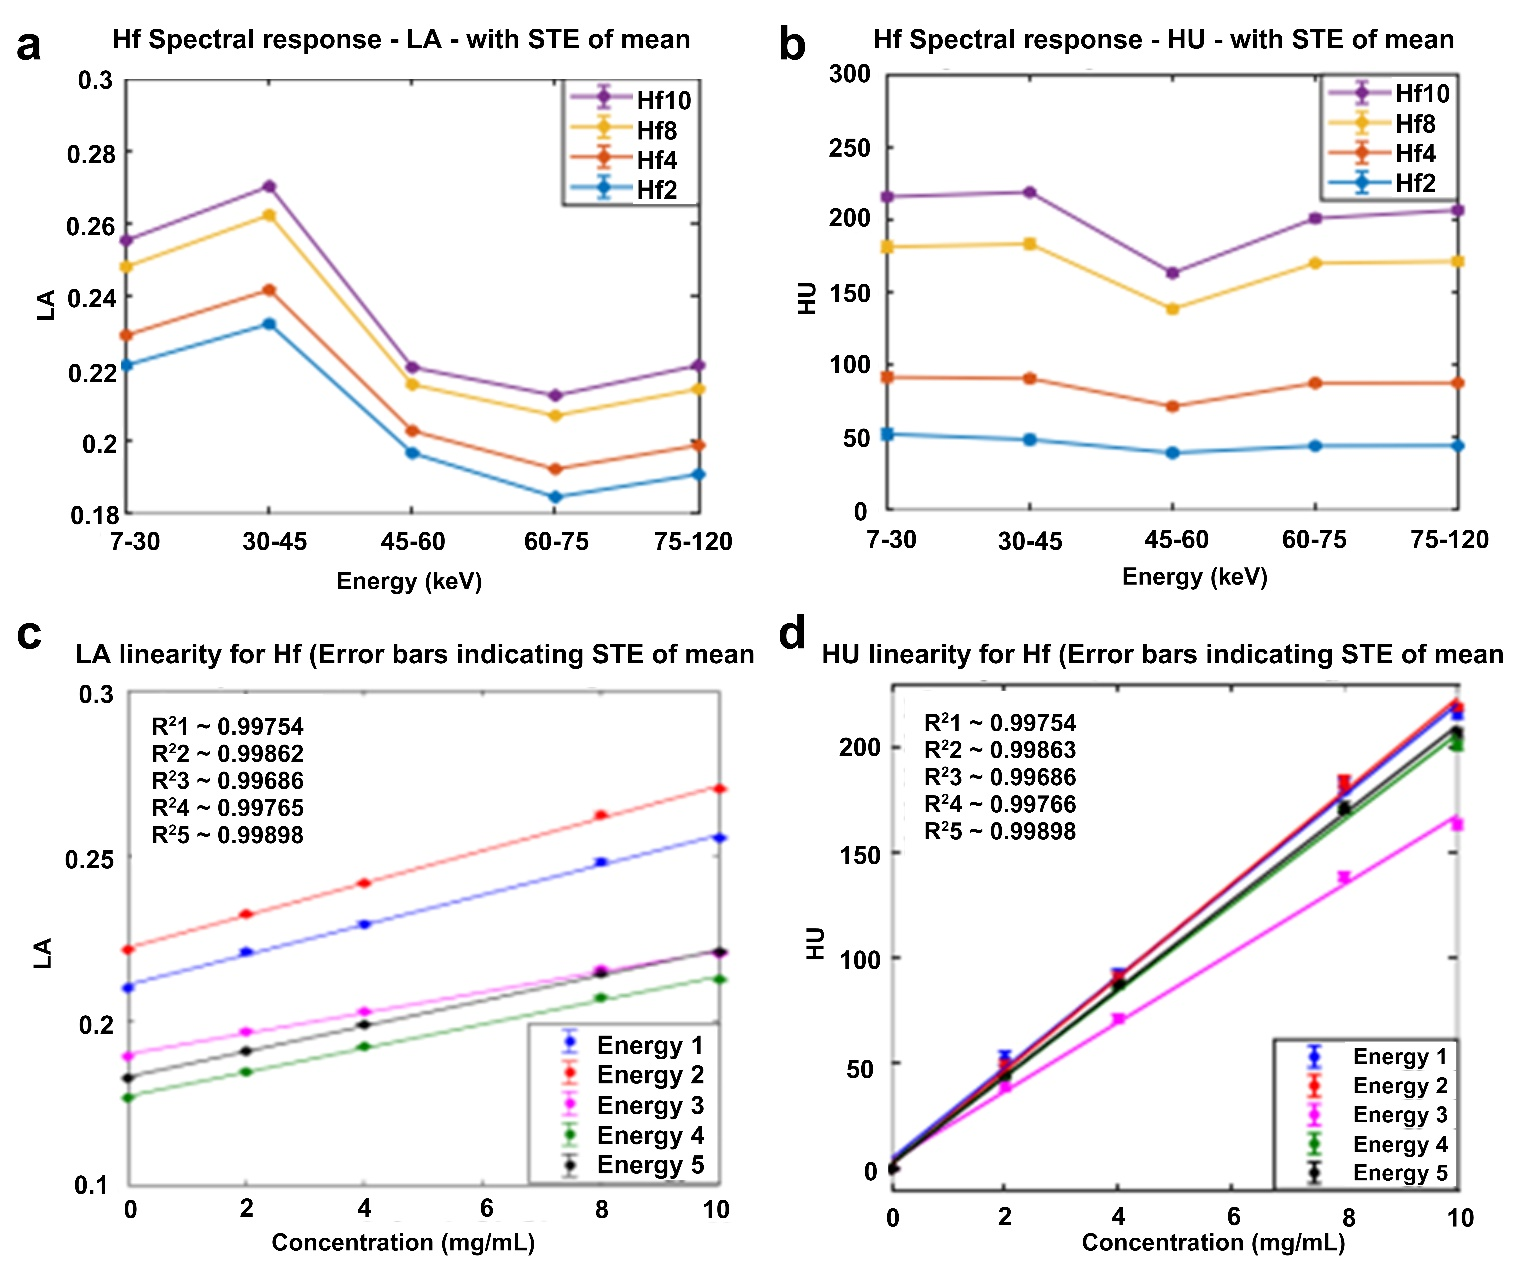 a
Hf Spectral response - LA - with STE of mean
0.3
0.28
0.26
0.24
0.22
0.2
0.18
LA
Hf10
Hf8
Hf4
Hf2
7-30
30-45
45-60
60-75
75-120
Energy (keV)
b
Hf Spectral response - HU - with STE of mean
300
250
200
150
100
50
0
HU
Hf10
Hf8
Hf4
Hf2
7-30
30-45
45-60
60-75
75-120
Energy (keV)
c
LA linearity for Hf (Error bars indicating STE of mean
0.3
0.25
0.2
0.1
LA
R²1 ~ 0.99754
R²2 ~ 0.99862
R²3 ~ 0.99686
R²4 ~ 0.99765
R²5 ~ 0.99898
Energy 1
Energy 2
Energy 3
Energy 4
Energy 5
0
2
4
6
8
10
Concentration (mg/mL)
d
HU linearity for Hf (Error bars indicating STE of mean
200
150
100
50
0
HU
R²1 ~ 0.99754
R²2 ~ 0.99863
R²3 ~ 0.99686
R²4 ~ 0.99766
R²5 ~ 0.99898
Energy 1
Energy 2
Energy 3
Energy 4
Energy 5
0
2
4
6
8
10
Concentration (mg/mL)